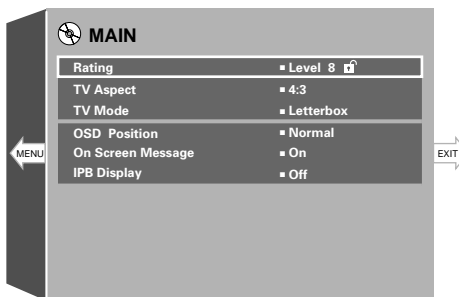 MAIN
Rating ▪ Level 8
TV Aspect ▪ 4:3
TV Mode ▪ Letterbox
OSD Position ▪ Normal
On Screen Message ▪ On
IPB Display ▪ Off
MENU
EXIT